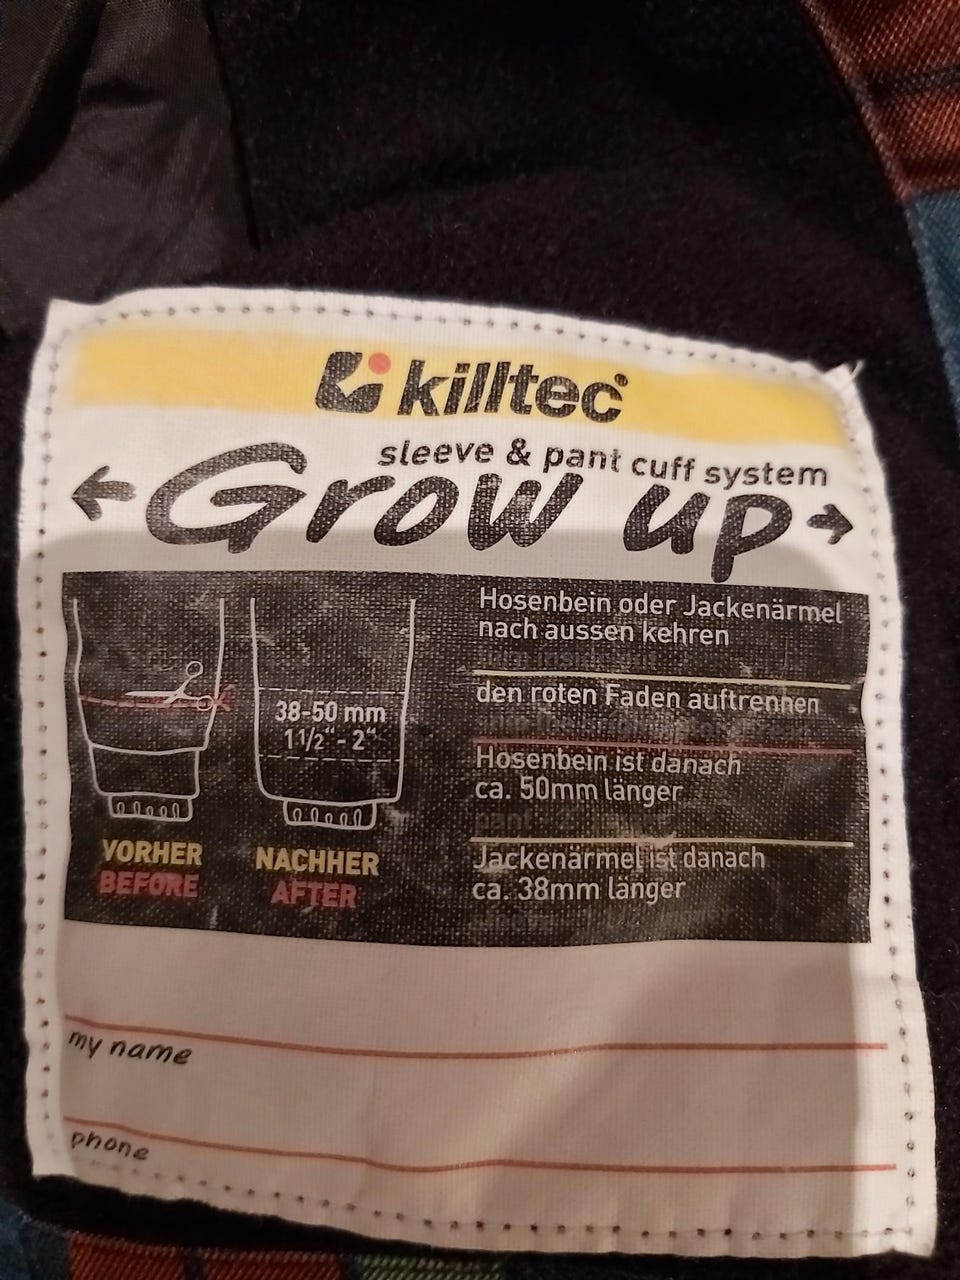 killtec
sleeve & pant cuff system
Grow up
Hosenbein oder Jackenärmel
nach aussen kehren
den roten Faden auftrennen
Hosenbein ist danach
ca. 50mm länger
Jackenärmel ist danach
ca. 38mm länger
38-50 mm
1 1/2" - 2"
VORHER
BEFORE
NACHHER
AFTER
my name
phone